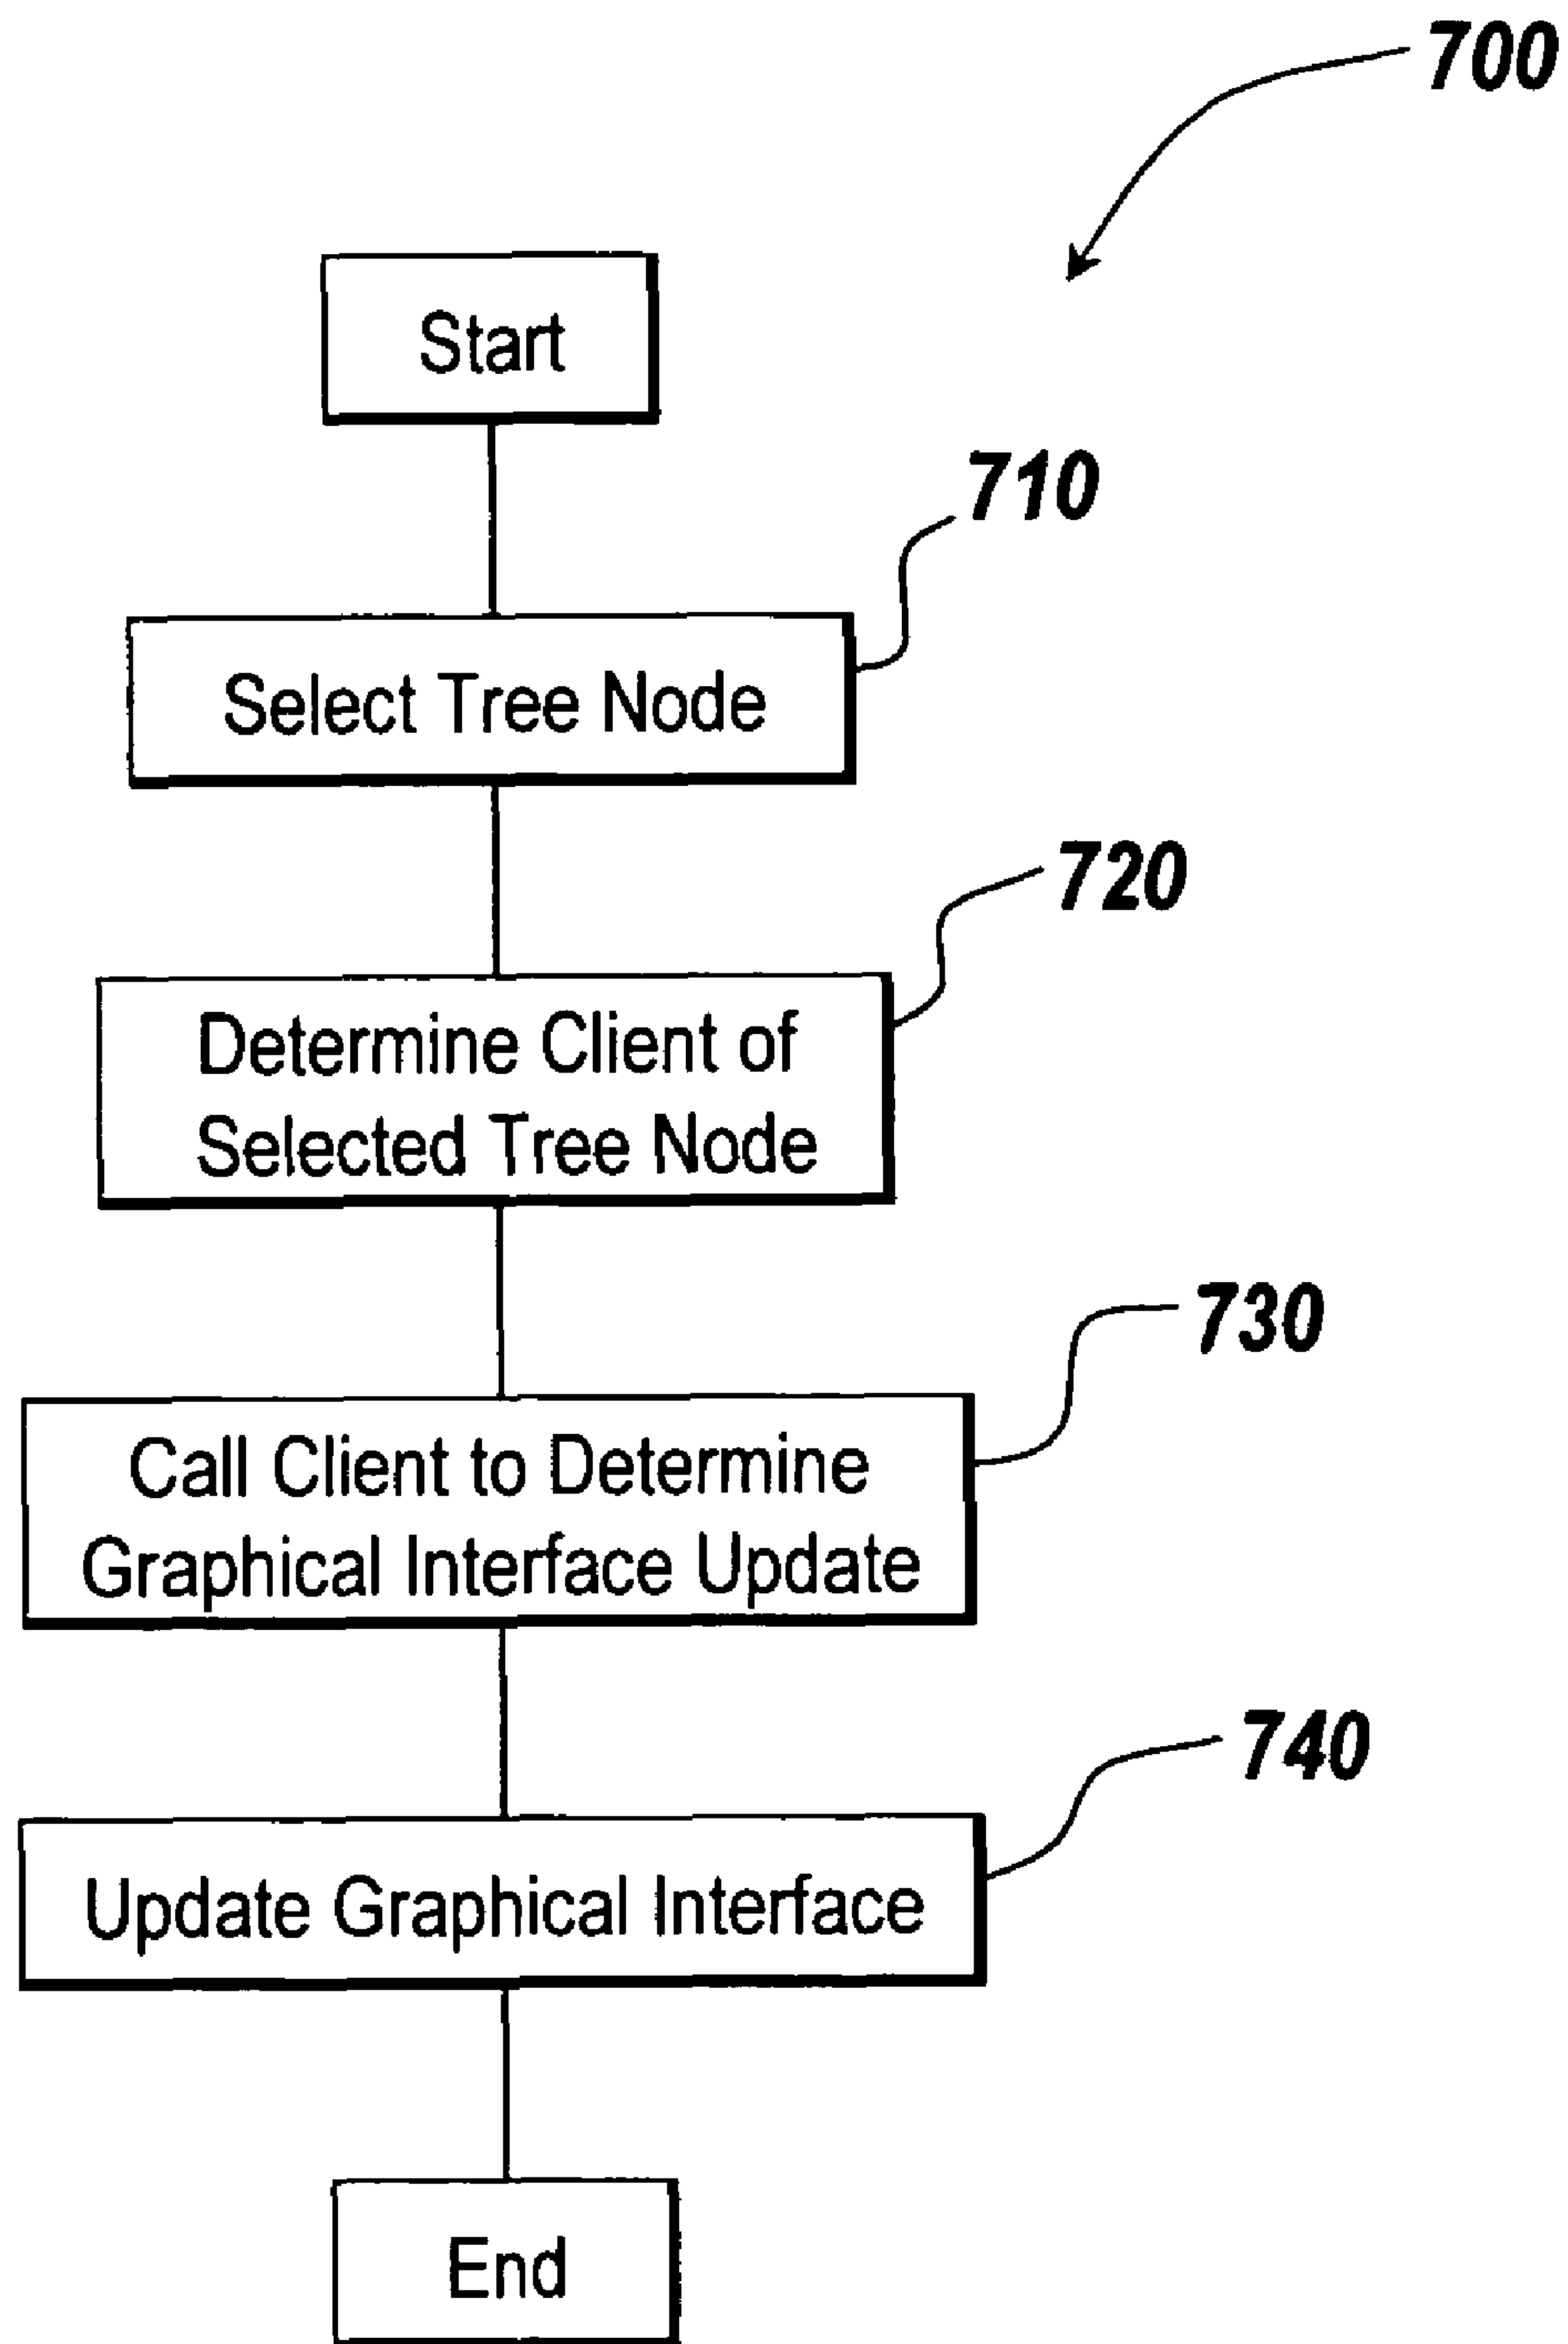 700
Start
710
Select Tree Node
720
Determine Client of
Selected Tree Node
730
Call Client to Determine
Graphical Interface Update
740
Update Graphical Interface
End